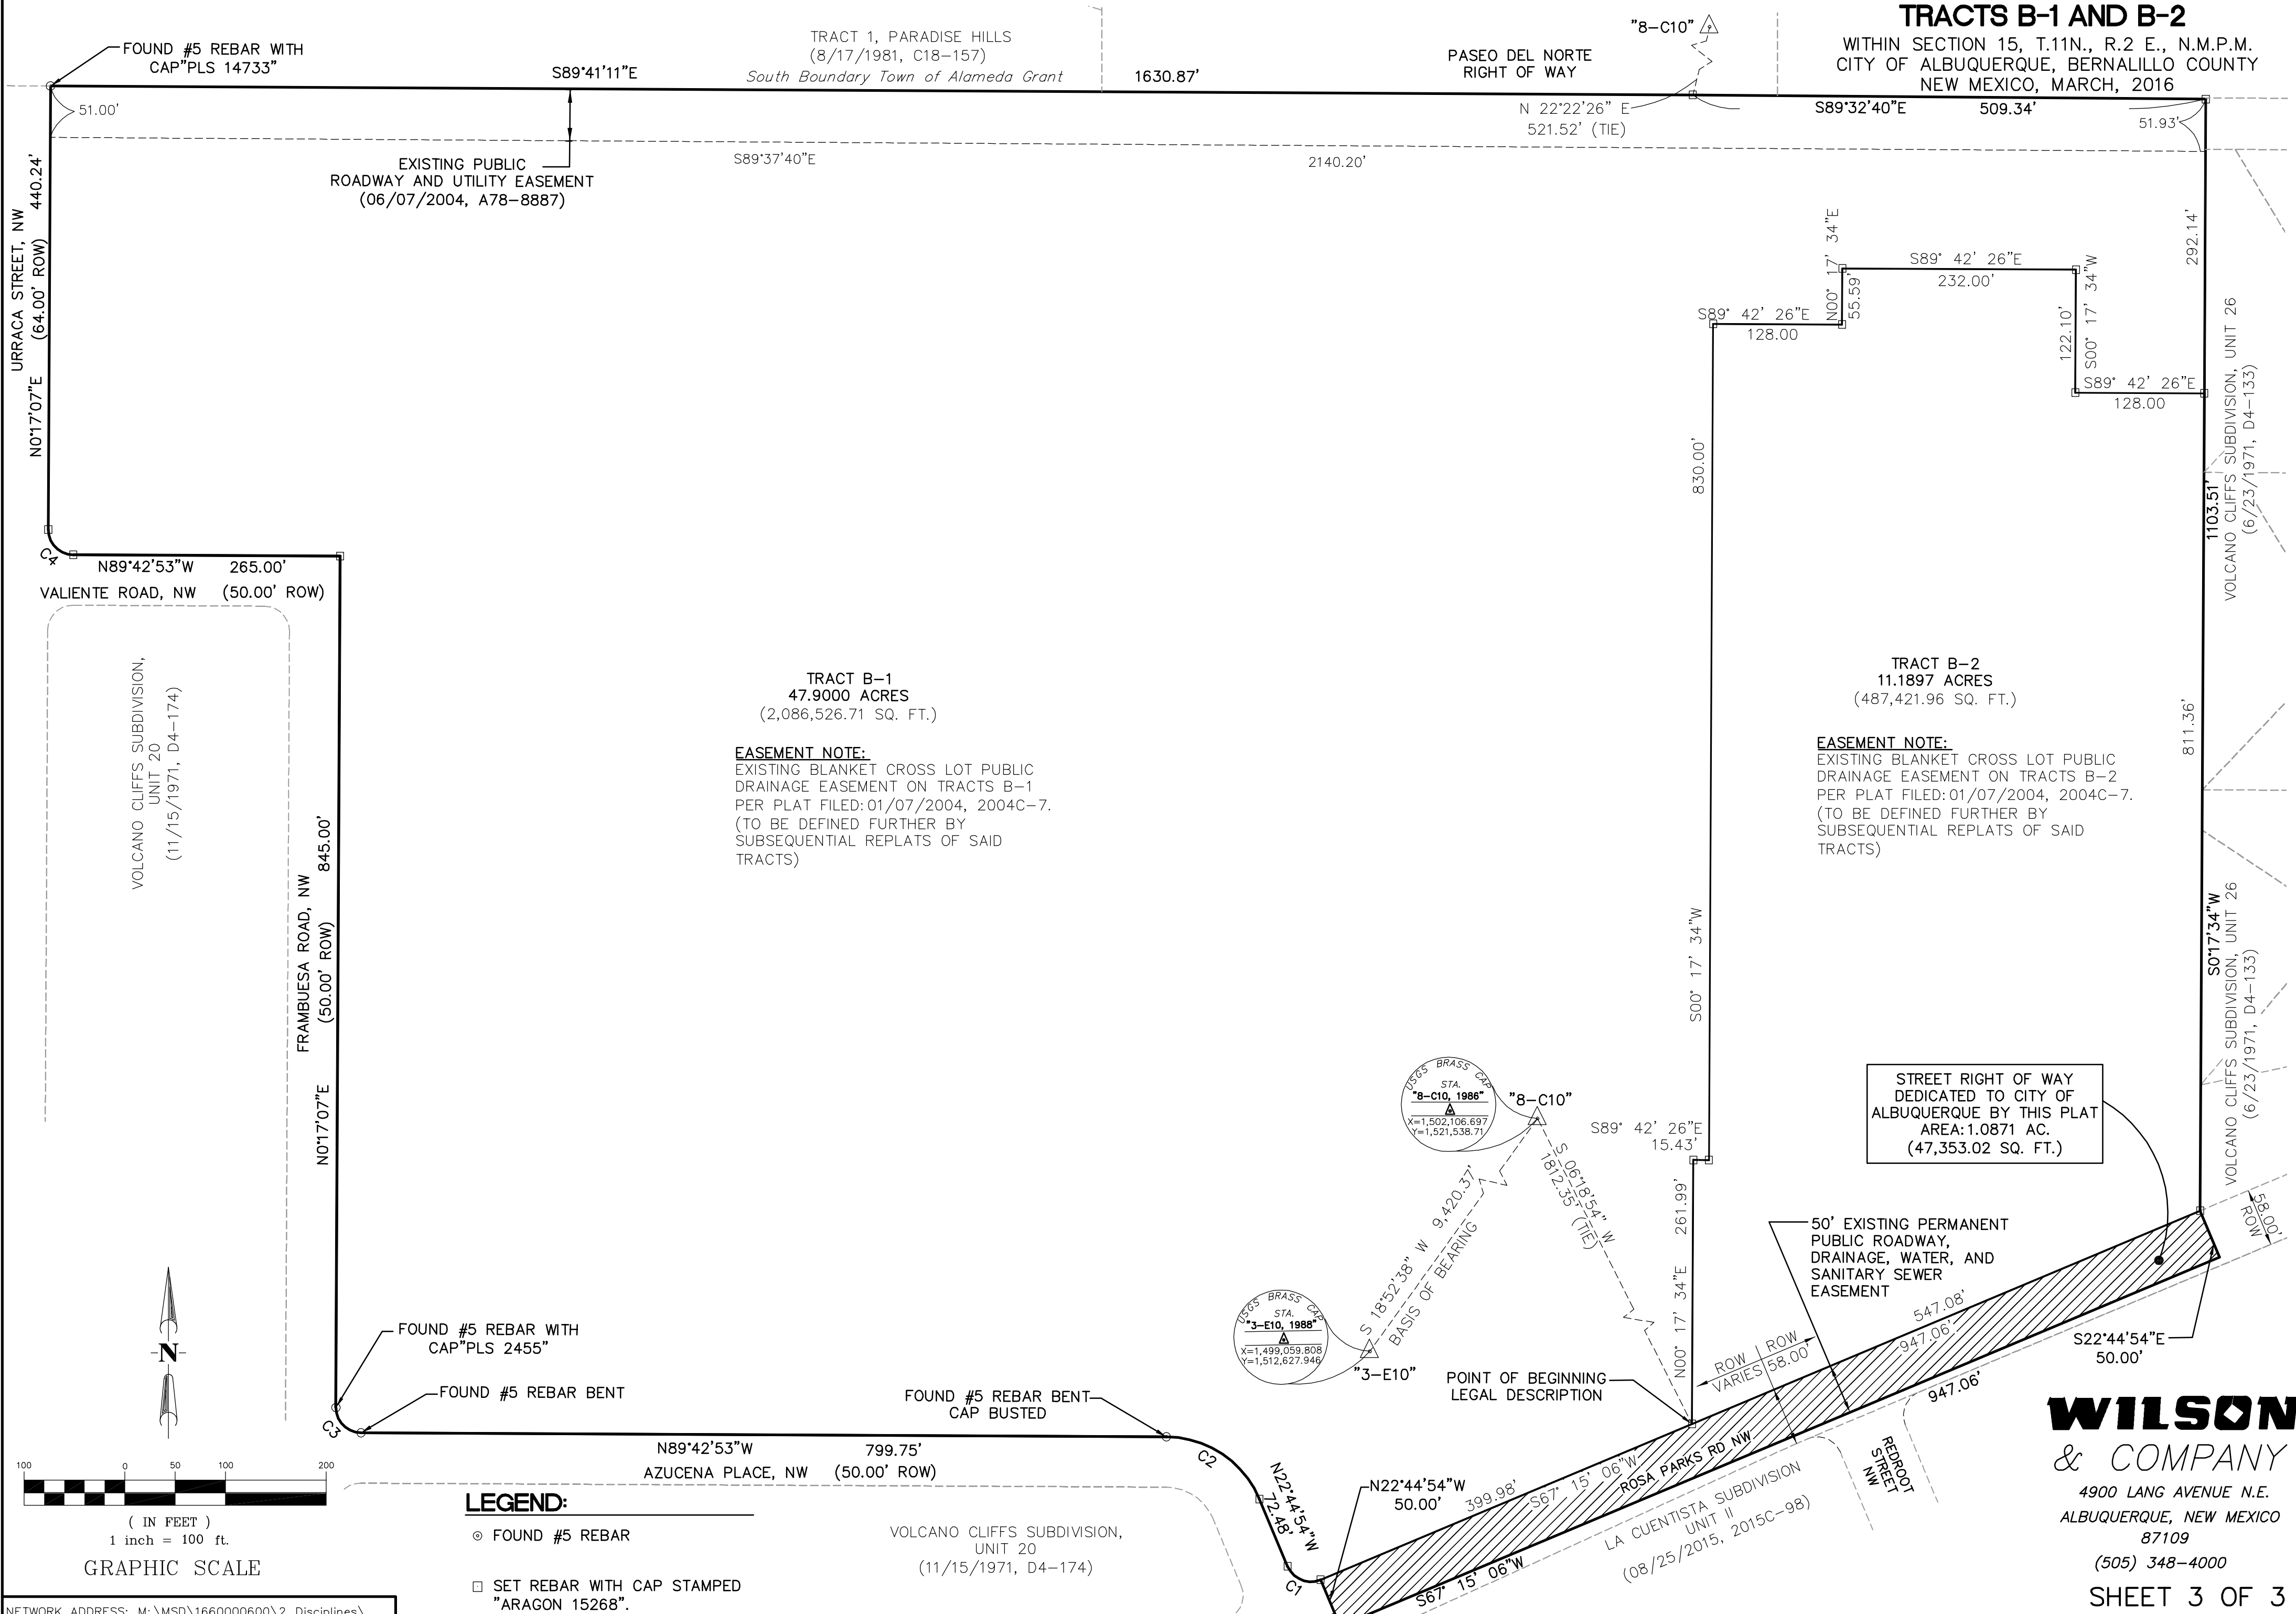 TRACTS B-1 AND B-2
WITHIN SECTION 15, T.11N., R.2 E., N.M.P.M.
CITY OF ALBUQUERQUE, BERNALILLO COUNTY
NEW MEXICO, MARCH, 2016
FOUND #5 REBAR WITH
CAP"PLS 14733"
S89°41'11"E
TRACT 1, PARADISE HILLS
(8/17/1981, C18-157)
South Boundary Town of Alameda Grant
1630.87'
PASEO DEL NORTE
RIGHT OF WAY
"8-C10"
N 22°22'26" E
521.52' (TIE)
S89°32'40"E 509.34'
51.93'
51.00'
EXISTING PUBLIC
ROADWAY AND UTILITY EASEMENT
(06/07/2004, A78-8887)
S89°37'40"E
2140.20'
URRACA STREET, NW
(64.00' ROW)
N0°17'07"E
440.24'
C4
N89°42'53"W 265.00'
VALIENTE ROAD, NW (50.00' ROW)
VOLCANO CLIFFS SUBDIVISION,
UNIT 20
(11/15/1971, D4-174)
FRAMBUESA ROAD, NW
(50.00' ROW)
N0°17'07"E
845.00'
TRACT B-1
47.9000 ACRES
(2,086,526.71 SQ. FT.)
EASEMENT NOTE:
EXISTING BLANKET CROSS LOT PUBLIC
DRAINAGE EASEMENT ON TRACTS B-1
PER PLAT FILED: 01/07/2004, 2004C-7.
(TO BE DEFINED FURTHER BY
SUBSEQUENTIAL REPLATS OF SAID
TRACTS)
S89° 42' 26"E
128.00
N00° 17' 34"E
55.59'
S89° 42' 26"E
232.00'
122.10'
S00° 17' 34"W
S89° 42' 26"E
128.00
292.14'
1103.51'
S0°17'34"W
811.36'
VOLCANO CLIFFS SUBDIVISION, UNIT 26
(6/23/1971, D4-133)
VOLCANO CLIFFS SUBDIVISION, UNIT 26
(6/23/1971, D4-133)
830.00'
S00° 17' 34"W
TRACT B-2
11.1897 ACRES
(487,421.96 SQ. FT.)
EASEMENT NOTE:
EXISTING BLANKET CROSS LOT PUBLIC
DRAINAGE EASEMENT ON TRACTS B-2
PER PLAT FILED: 01/07/2004, 2004C-7.
(TO BE DEFINED FURTHER BY
SUBSEQUENTIAL REPLATS OF SAID
TRACTS)
STREET RIGHT OF WAY
DEDICATED TO CITY OF
ALBUQUERQUE BY THIS PLAT
AREA: 1.0871 AC.
(47,353.02 SQ. FT.)
USGS BRASS CAP
STA.
"8-C10, 1986"
X=1,502,106.697
Y=1,521,538.71
"8-C10"
S89° 42' 26"E
15.43'
261.99'
N00° 17' 34"E
S 06°18'54" W
1812.35' (TIE)
S 18°52'38" W 9,420.37'
BASIS OF BEARING
USGS BRASS CAP
STA.
"3-E10, 1988"
X=1,499,059.808
Y=1,512,627.946
"3-E10"
POINT OF BEGINNING
LEGAL DESCRIPTION
50' EXISTING PERMANENT
PUBLIC ROADWAY,
DRAINAGE, WATER, AND
SANITARY SEWER
EASEMENT
ROW
VARIES
ROW
58.00'
547.08'
947.06'
947.06'
58.00'
ROW
S22°44'54"E
50.00'
FOUND #5 REBAR WITH
CAP"PLS 2455"
FOUND #5 REBAR BENT
C3
FOUND #5 REBAR BENT
CAP BUSTED
N89°42'53"W 799.75'
AZUCENA PLACE, NW (50.00' ROW)
C2
N22°44'54"W
72.48'
C1
N22°44'54"W
50.00'
399.98'
S67° 15' 06"W
ROSA PARKS RD NW
S67° 15' 06"W
LA CUENTISTA SUBDIVISION
UNIT II
(08/25/2015, 2015C-98)
REDROOT
STREET
NW
N
100 0 50 100 200
( IN FEET )
1 inch = 100 ft.
GRAPHIC SCALE
LEGEND:
FOUND #5 REBAR
SET REBAR WITH CAP STAMPED
"ARAGON 15268".
VOLCANO CLIFFS SUBDIVISION,
UNIT 20
(11/15/1971, D4-174)
WILSON
& COMPANY
4900 LANG AVENUE N.E.
ALBUQUERQUE, NEW MEXICO
87109
(505) 348-4000
SHEET 3 OF 3
NETWORK ADDRESS: M:\MSD\1660000600\2_Disciplines\